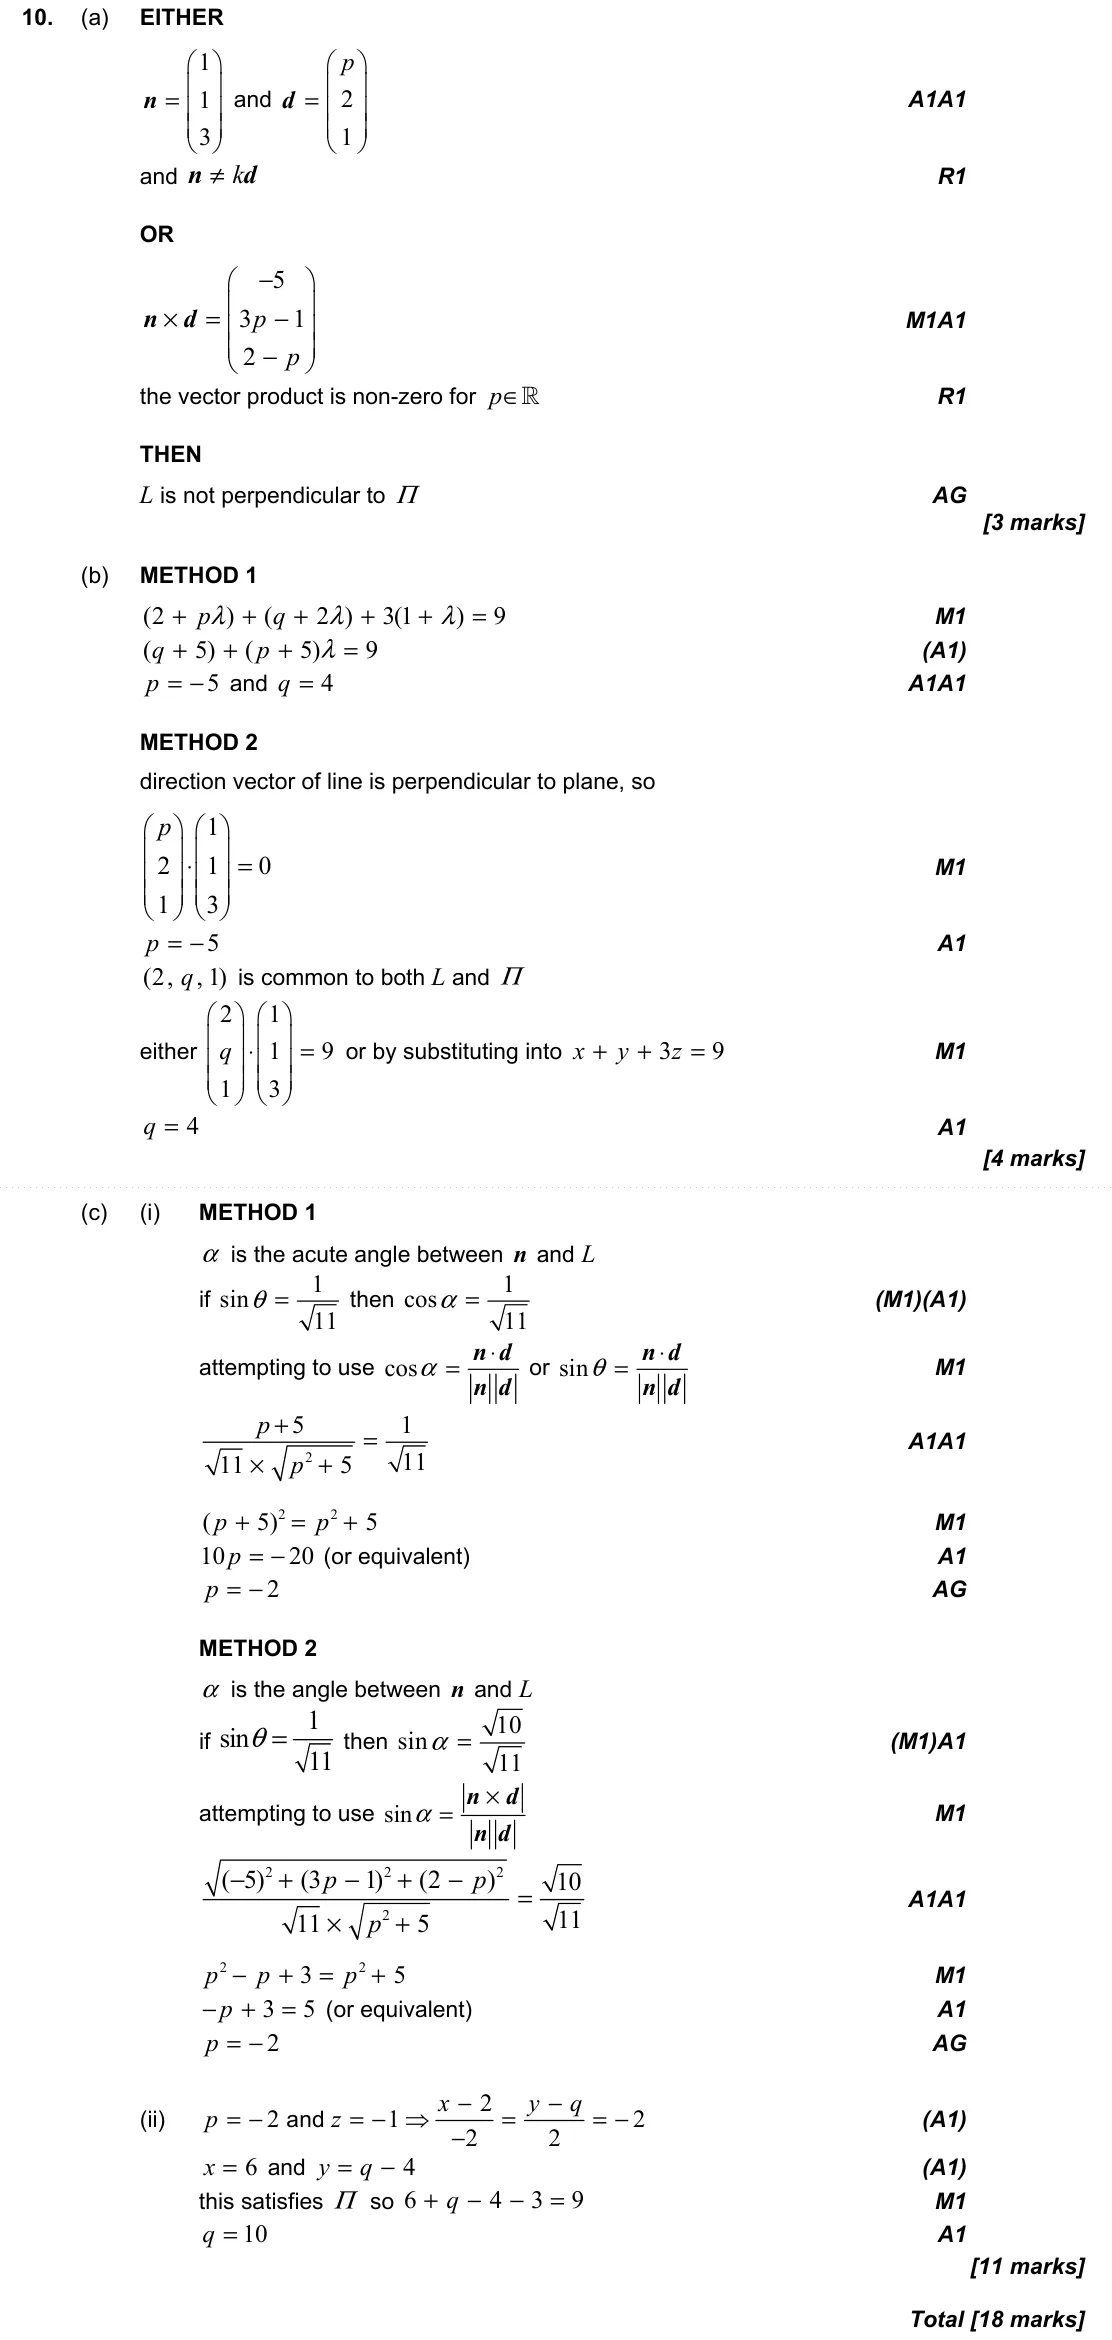 10. (a) EITHER
n = (1 1 3) and d = (p 2 1) A1A1
and n ≠ kd R1
OR
n × d = (−5 3p − 1 2 − p) M1A1
the vector product is non-zero for p∈ℝ R1
THEN
L is not perpendicular to Π AG
[3 marks]
(b) METHOD 1
(2 + pλ) + (q + 2λ) + 3(1 + λ) = 9 M1
(q + 5) + (p + 5)λ = 9 (A1)
p = −5 and q = 4 A1A1
METHOD 2
direction vector of line is perpendicular to plane, so
(p 2 1)·(1 1 3) = 0 M1
p = −5 A1
(2, q, 1) is common to both L and Π
either (2 q 1)·(1 1 3) = 9 or by substituting into x + y + 3z = 9 M1
q = 4 A1
[4 marks]
(c) (i) METHOD 1
α is the acute angle between n and L
if sin θ = 1/√11 then cos α = 1/√11 (M1)(A1)
attempting to use cos α = n·d/|n||d| or sin θ = n·d/|n||d| M1
(p+5)/(√11 × √(p² + 5)) = 1/√11 A1A1
(p + 5)² = p² + 5 M1
10p = −20 (or equivalent) A1
p = −2 AG
METHOD 2
α is the angle between n and L
if sin θ = 1/√11 then sin α = √10/√11 (M1)A1
attempting to use sin α = |n × d|/|n||d| M1
√((−5)² + (3p − 1)² + (2 − p)²)/(√11 × √(p² + 5)) = √10/√11 A1A1
p² − p + 3 = p² + 5 M1
−p + 3 = 5 (or equivalent) A1
p = −2 AG
(ii) p = −2 and z = −1 ⇒ (x − 2)/−2 = (y − q)/2 = −2 (A1)
x = 6 and y = q − 4 (A1)
this satisfies Π so 6 + q − 4 − 3 = 9 M1
q = 10 A1
[11 marks]
Total [18 marks]